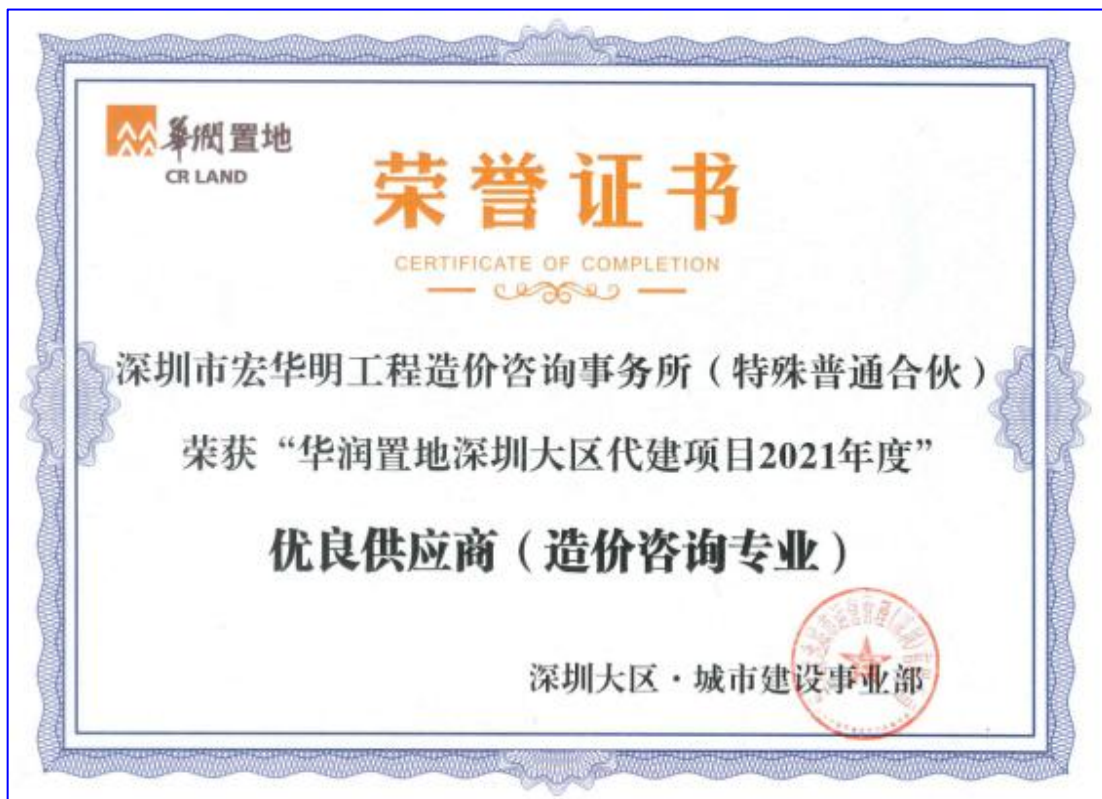 華润置地
CR LAND
荣誉证书
CERTIFICATE OF COMPLETION
深圳市宏华明工程造价咨询事务所（特殊普通合伙）
荣获“华润置地深圳大区代建项目2021年度”
优良供应商（造价咨询专业）
深圳大区·城市建设事业部